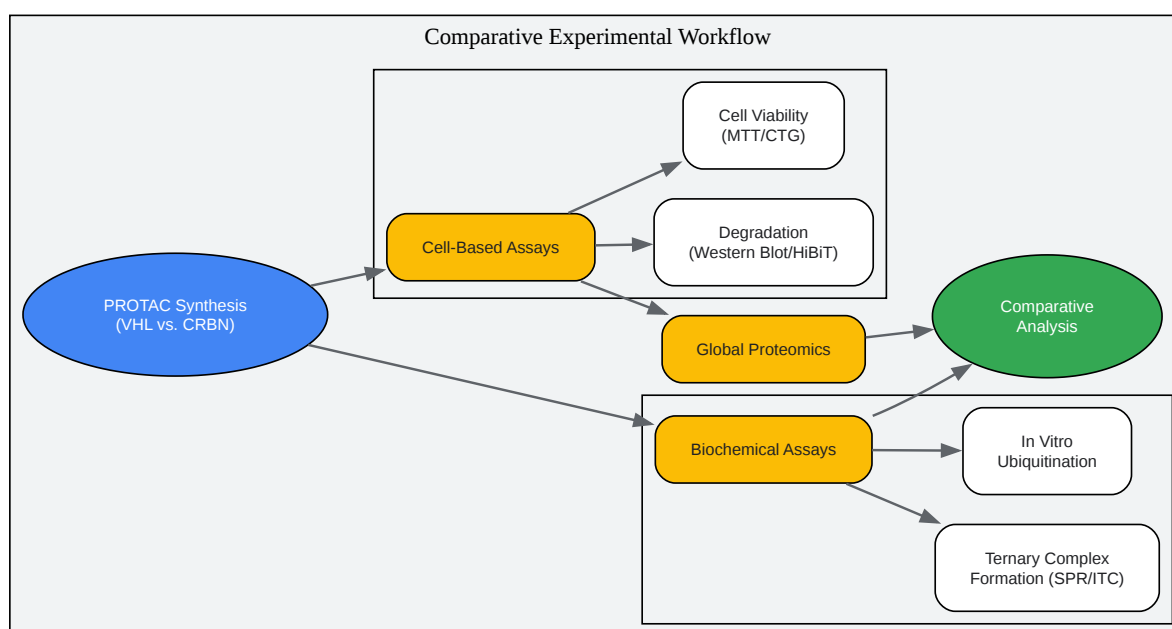 Comparative Experimental Workflow
Cell Viability
(MTT/CTG)
Cell-Based Assays
Degradation
(Western Blot/HiBiT)
PROTAC Synthesis
(VHL vs. CRBN)
Global Proteomics
Comparative
Analysis
Biochemical Assays
In Vitro
Ubiquitination
Ternary Complex
Formation (SPR/ITC)